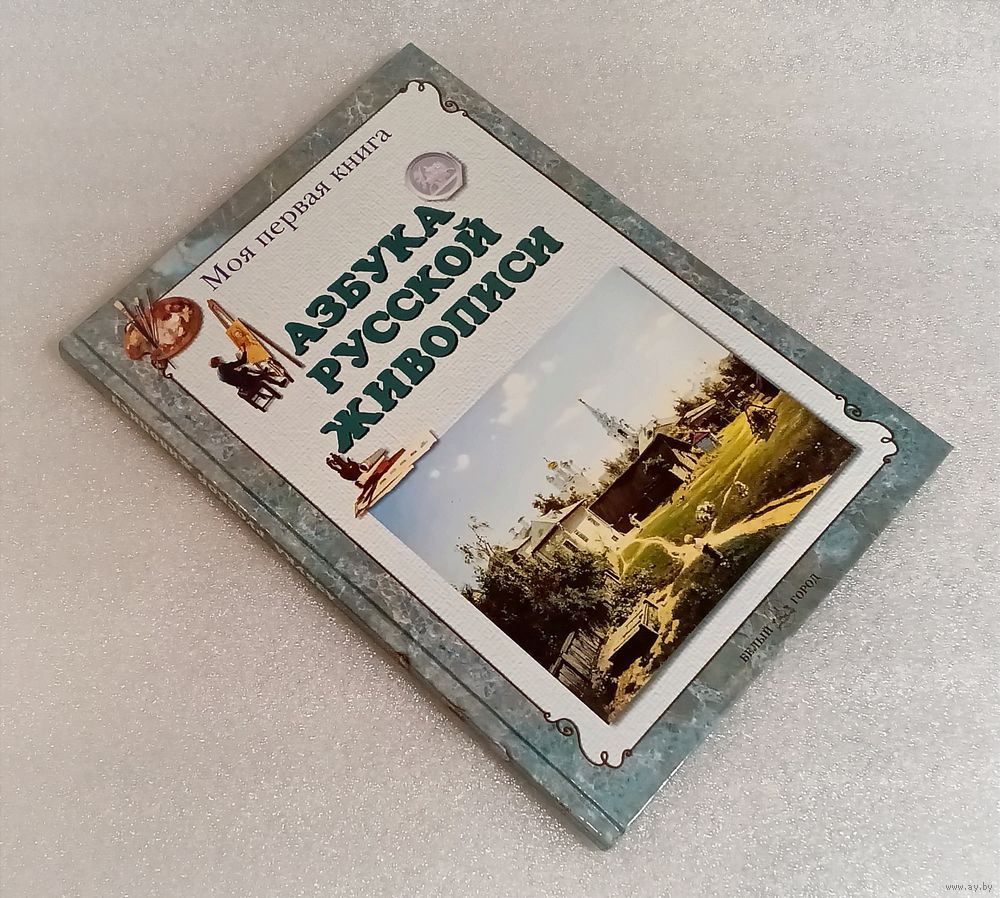 Моя первая книга
АЗБУКА
РУССКОЙ
ЖИВОПИСИ
БЕЛЫЙ ГОРОД
www.ay.by